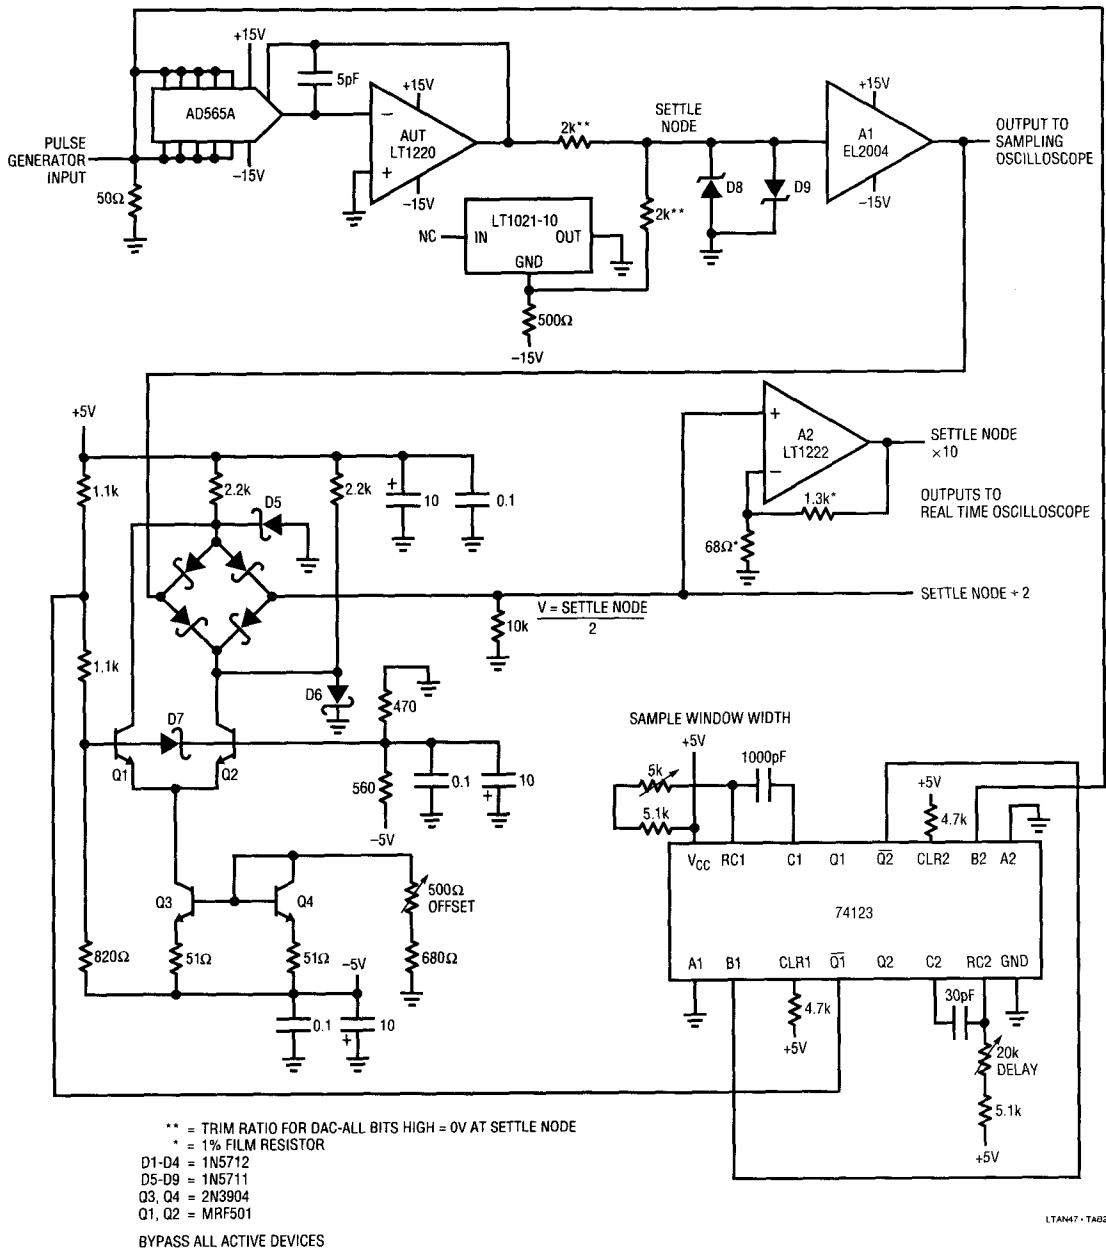 +15V
AD565A
5pF
+15V
PULSE
GENERATOR
INPUT
-15V
50Ω
AUT
LT1220
-15V
2k**
SETTLE
NODE
+15V
A1
EL2004
-15V
OUTPUT TO
SAMPLING
OSCILLOSCOPE
D8
D9
2k**
LT1021-10
NC
IN
OUT
GND
500Ω
-15V
+5V
1.1k
2.2k
D5
2.2k
+
10
0.1
+
A2
LT1222
-
SETTLE NODE
×10
1.3k*
68Ω*
OUTPUTS TO
REAL TIME OSCILLOSCOPE
SETTLE NODE ÷ 2
V = SETTLE NODE
2
10k
1.1k
D6
470
D7
Q1
Q2
560
-5V
0.1
+
10
Q3
Q4
500Ω
OFFSET
820Ω
51Ω
51Ω
680Ω
-5V
0.1
+
10
SAMPLE WINDOW WIDTH
+5V
1000pF
5k
5.1k
+5V
4.7k
VCC
RC1
C1
Q1
Q2
CLR2
B2
A2
74123
A1
B1
CLR1
Q1
Q2
C2
RC2
GND
4.7k
+5V
30pF
20k
DELAY
5.1k
+5V
** = TRIM RATIO FOR DAC-ALL BITS HIGH = 0V AT SETTLE NODE
* = 1% FILM RESISTOR
D1-D4 = 1N5712
D5-D9 = 1N5711
Q3, Q4 = 2N3904
Q1, Q2 = MRF501
BYPASS ALL ACTIVE DEVICES
LTAN47 • TAB2